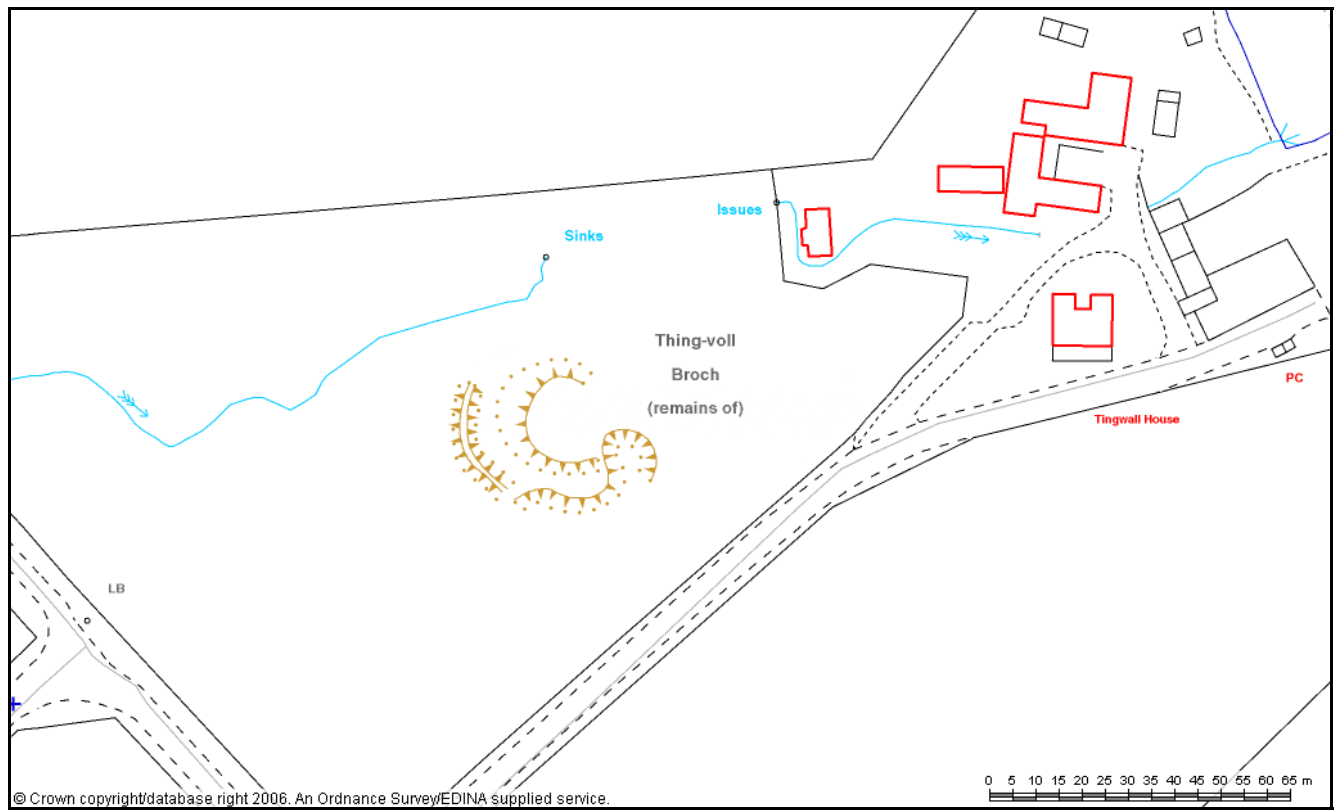 Issues
Sinks
Thing-voll
Broch
(remains of)
PC
Tingwall House
LB
0 5 10 15 20 25 30 35 40 45 50 55 60 65 m
© Crown copyright/database right 2006. An Ordnance Survey/EDINA supplied service.